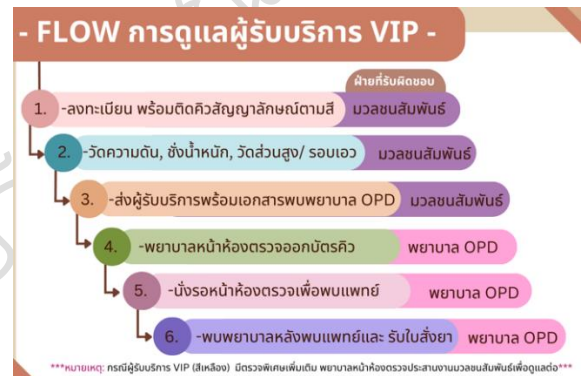 - FLOW การดูแลผู้รับบริการ VIP -
ฝ่ายที่รับผิดชอบ
1. -ลงทะเบียน พร้อมติดคิวสัญญาลักษณ์ตามสี มวลชนสัมพันธ์
2. -วัดความดัน, ชั่งน้ำหนัก, วัดส่วนสูง/ รอบเอว มวลชนสัมพันธ์
3. -ส่งผู้รับบริการพร้อมเอกสารพบพยาบาล OPD มวลชนสัมพันธ์
4. -พยาบาลหน้าห้องตรวจออกบัตรคิว พยาบาล OPD
5. -นั่งรอหน้าห้องตรวจเพื่อพบแพทย์ พยาบาล OPD
6. -พบพยาบาลหลังพบแพทย์และ รับใบสั่งยา พยาบาล OPD
***หมายเหตุ: กรณีผู้รับบริการ VIP (สีเหลือง) มีตรวจพิเศษเพิ่มเติม พยาบาลหน้าห้องตรวจประสานงานมวลชนสัมพันธ์เพื่อดูแลต่อ***